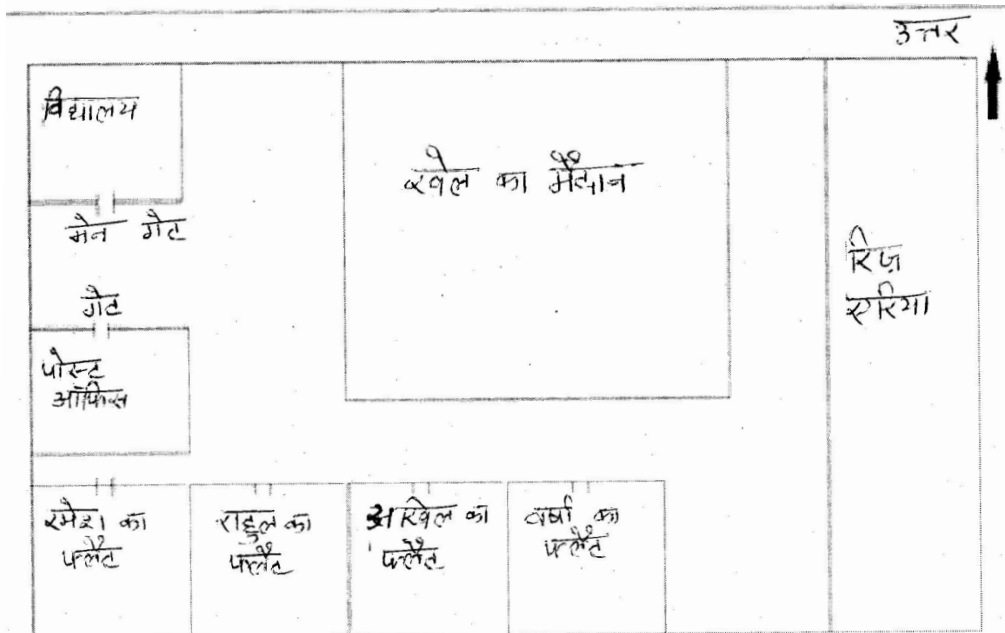 उत्तर
विद्यालय
मेन गेट
गेट
पोस्ट
ऑफिस
खेल का मैदान
रिज़
एरिया
रमेश का
फ्लैट
राहुल का
फ्लैट
अखिल का
फ्लैट
वर्षा का
फ्लैट